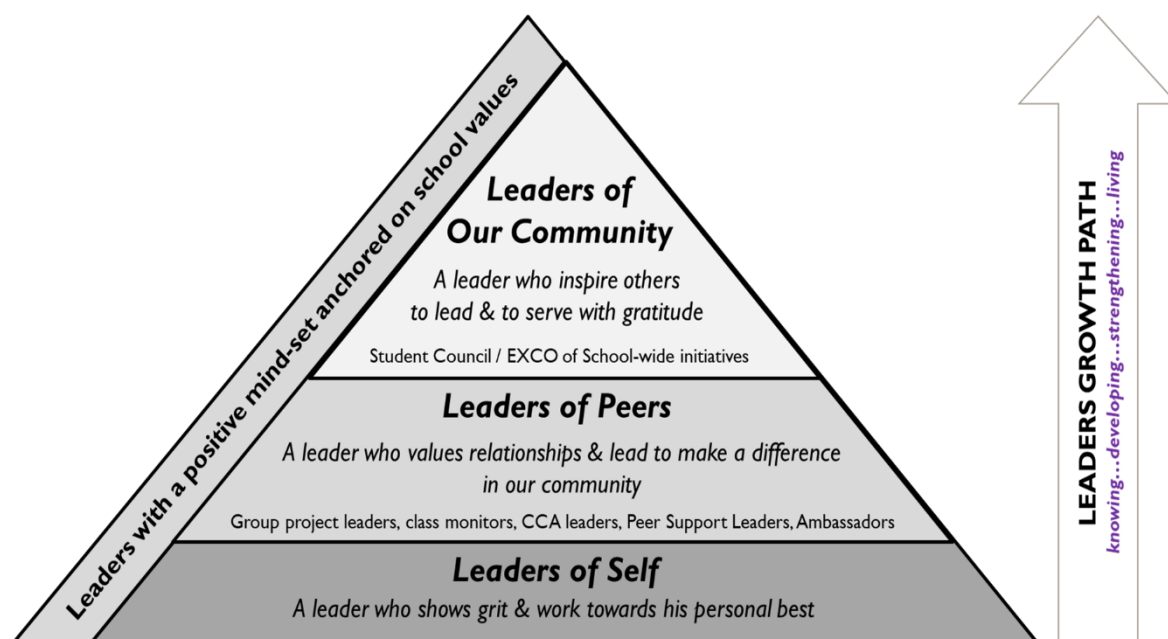 Leaders with a positive mind-set anchored on school values
Leaders of
Our Community
A leader who inspire others
to lead & to serve with gratitude
Student Council / EXCO of School-wide initiatives
Leaders of Peers
A leader who values relationships & lead to make a difference
in our community
Group project leaders, class monitors, CCA leaders, Peer Support Leaders, Ambassadors
Leaders of Self
A leader who shows grit & work towards his personal best
LEADERS GROWTH PATH
knowing...developing...strengthening...living